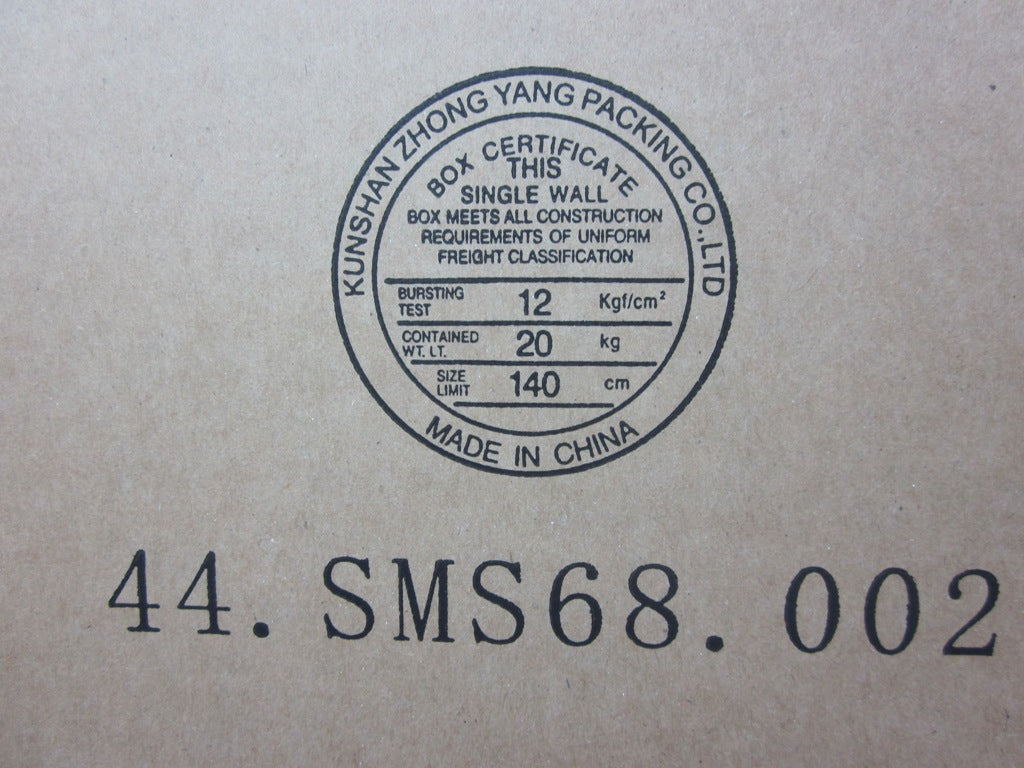 KUNSHAN ZHONG YANG PACKING CO.,LTD
BOX CERTIFICATE
THIS
SINGLE WALL
BOX MEETS ALL CONSTRUCTION
REQUIREMENTS OF UNIFORM
FREIGHT CLASSIFICATION
BURSTING TEST 12 Kgf/cm²
CONTAINED WT. LT. 20 kg
SIZE LIMIT 140 cm
MADE IN CHINA
44.SMS68.002